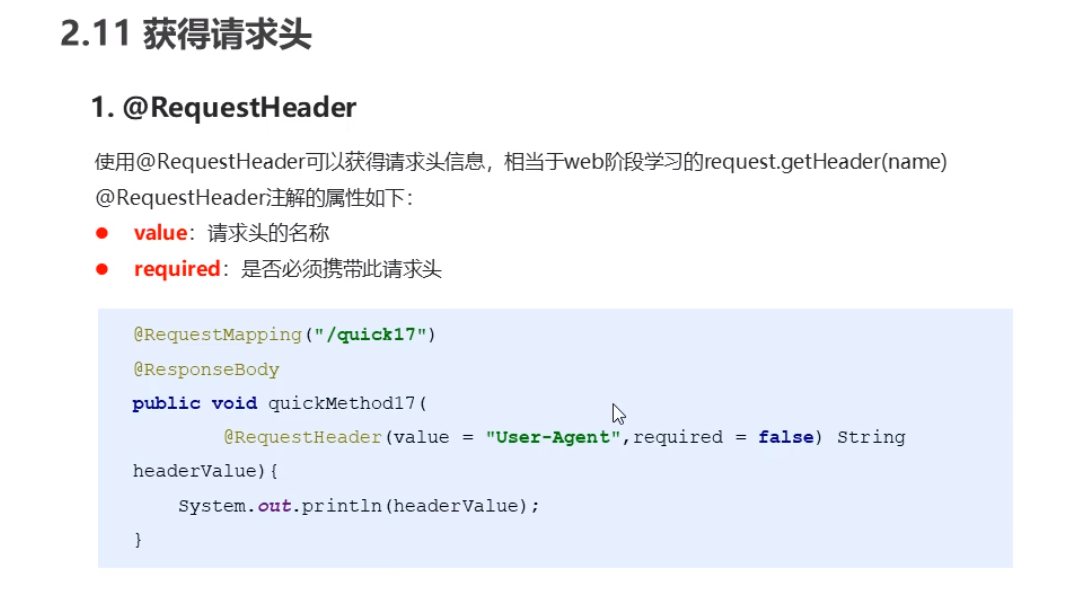 2.11 获得请求头
1. @RequestHeader
使用@RequestHeader可以获得请求头信息，相当于web阶段学习的request.getHeader(name)
@RequestHeader注解的属性如下：
● value：请求头的名称
● required：是否必须携带此请求头
@RequestMapping("/quick17")
@ResponseBody
public void quickMethod17(
        @RequestHeader(value = "User-Agent",required = false) String
headerValue){
    System.out.println(headerValue);
}